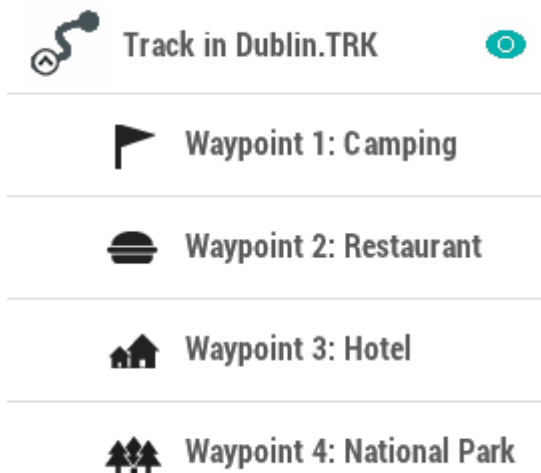 Track in Dublin.TRK
Waypoint 1: Camping
Waypoint 2: Restaurant
Waypoint 3: Hotel
Waypoint 4: National Park